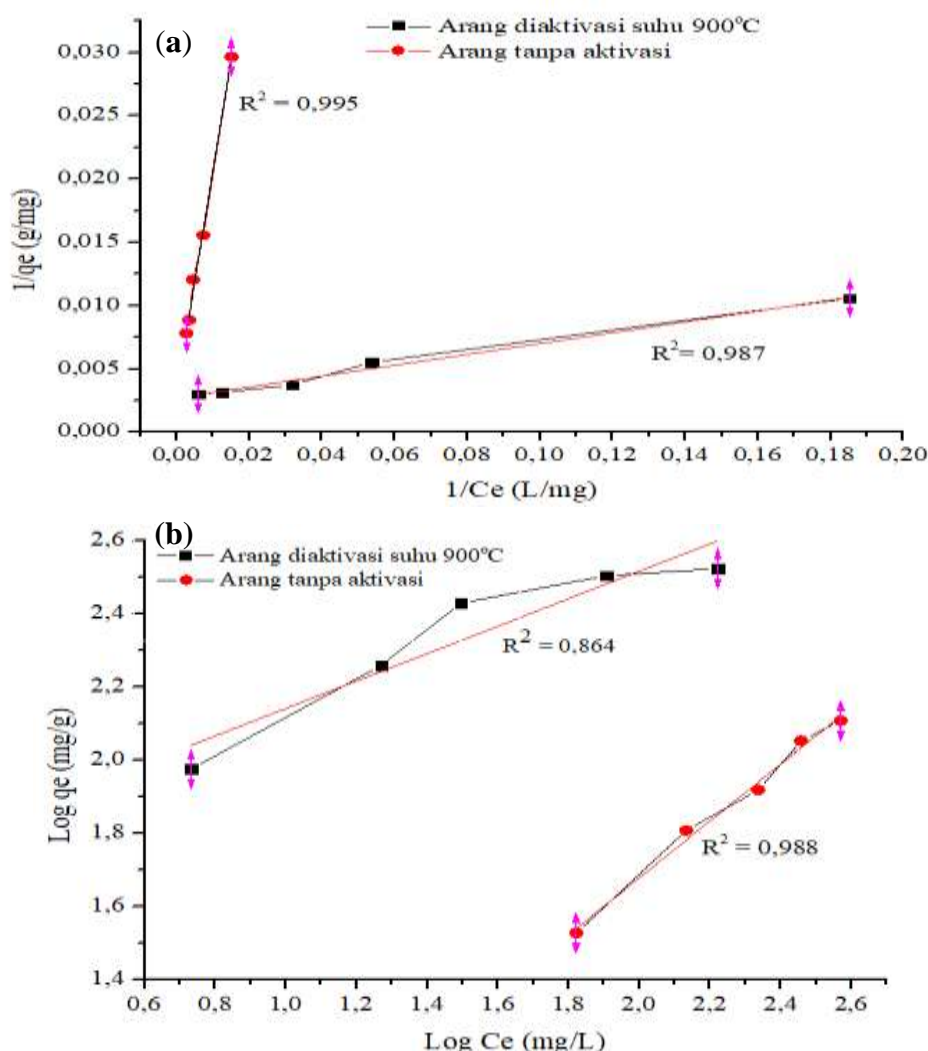 (a)
Arang diaktivasi suhu 900°C
Arang tanpa aktivasi
0,030
0,025
0,020
0,015
0,010
0,005
0,000
1/qe (g/mg)
R² = 0,995
R²= 0,987
0,00 0,02 0,04 0,06 0,08 0,10 0,12 0,14 0,16 0,18 0,20
1/Ce (L/mg)
(b)
Arang diaktivasi suhu 900°C
Arang tanpa aktivasi
2,6
2,4
2,2
2,0
1,8
1,6
1,4
Log qe (mg/g)
R² = 0,864
R² = 0,988
0,6 0,8 1,0 1,2 1,4 1,6 1,8 2,0 2,2 2,4 2,6
Log Ce (mg/L)